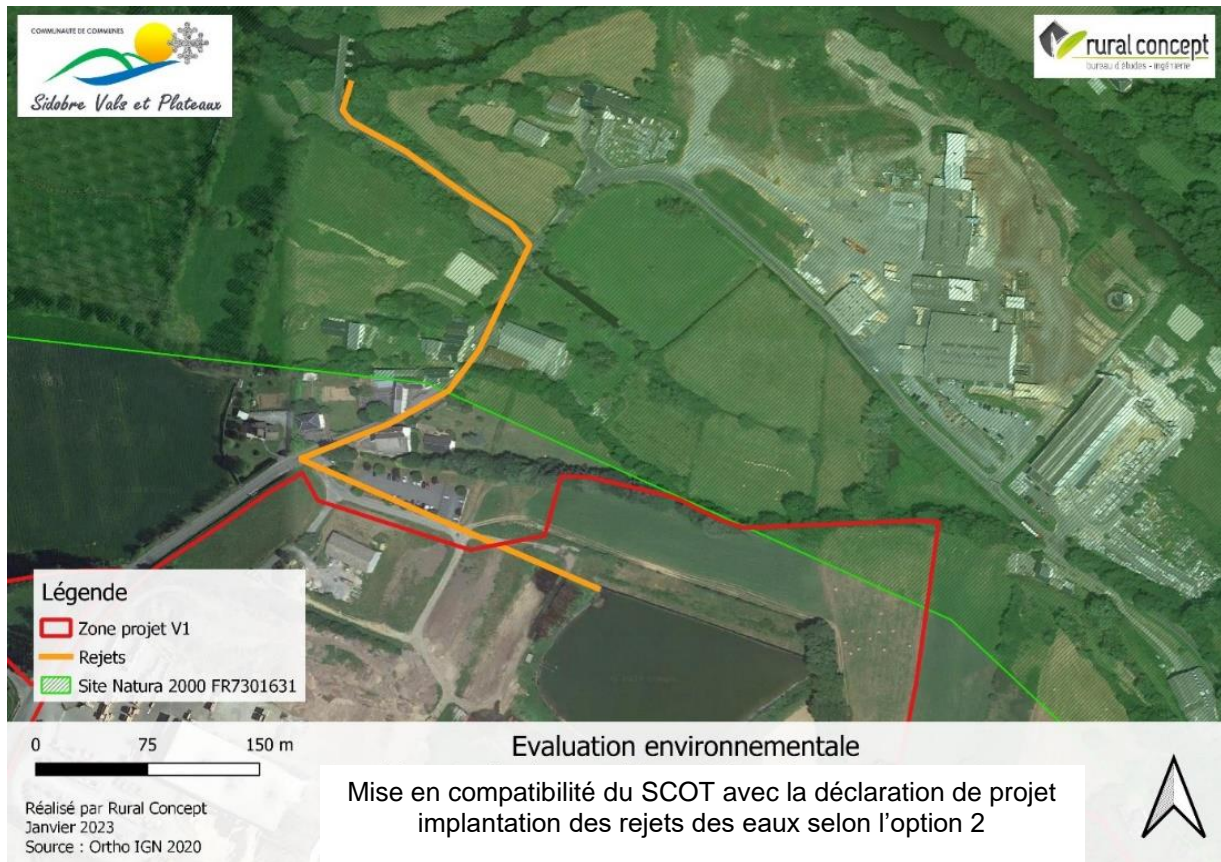 COMMUNAUTÉ DE COMMUNES
Sidobre Vals et Plateaux
rural concept
bureau d'études - ingénierie
Légende
Zone projet V1
Rejets
Site Natura 2000 FR7301631
0 75 150 m
Réalisé par Rural Concept
Janvier 2023
Source : Ortho IGN 2020
Evaluation environnementale
Mise en compatibilité du SCOT avec la déclaration de projet
implantation des rejets des eaux selon l'option 2